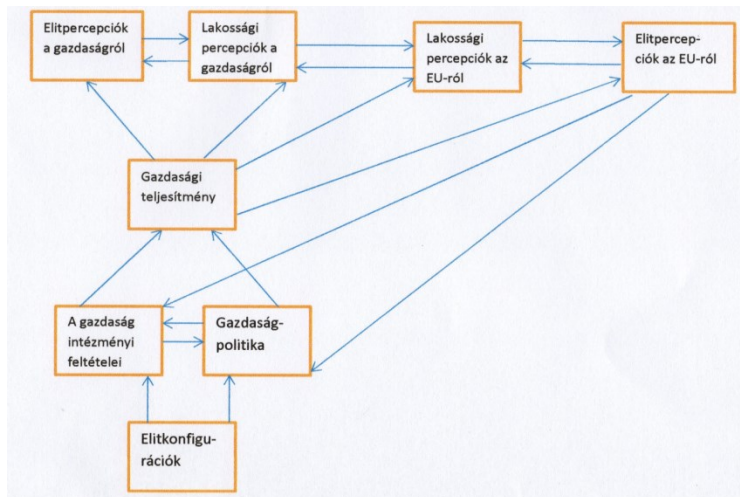 Elitpercepciók
a gazdaságról
Lakossági
percepciók a
gazdaságról
Lakossági
percepciók az
EU-ról
Elitpercep-
ciók az EU-ról
Gazdasági
teljesítmény
A gazdaság
intézményi
feltételei
Gazdaság-
politika
Elitkonfigu-
rációk